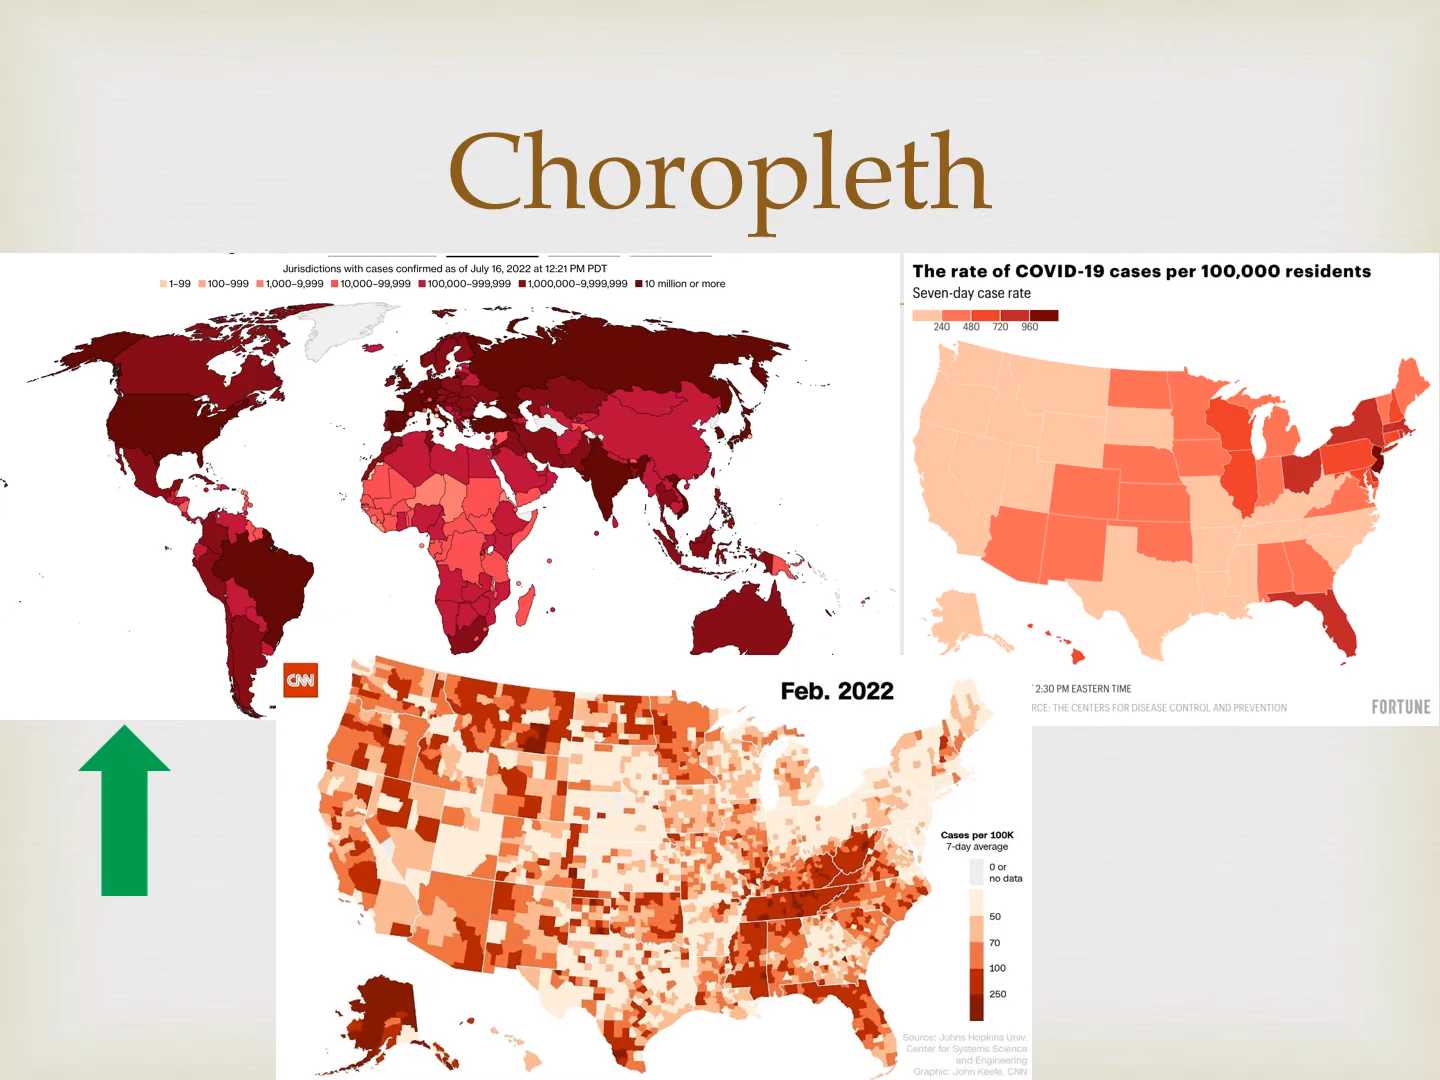 Choropleth
Jurisdictions with cases confirmed as of July 16, 2022 at 12:21 PM PDT
1–99 100–999 1,000–9,999 10,000–99,999 100,000–999,999 1,000,000–9,999,999 10 million or more
The rate of COVID-19 cases per 100,000 residents
Seven-day case rate
240 480 720 960
2:30 PM EASTERN TIME
RCE: THE CENTERS FOR DISEASE CONTROL AND PREVENTION
FORTUNE
CNN
Feb. 2022
Cases per 100K
7-day average
0 or
no data
50
70
100
250
Source: Johns Hopkins Univ.
Center for Systems Science
and Engineering
Graphic: John Keefe, CNN